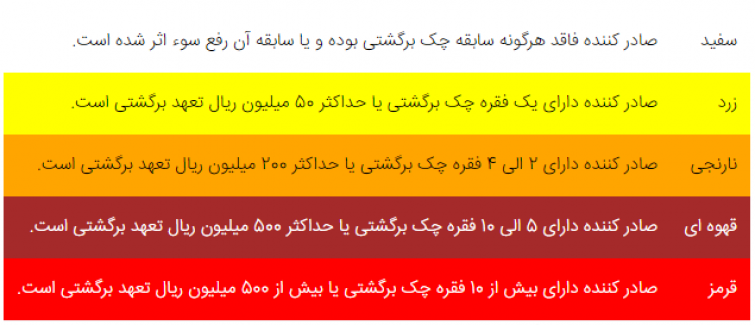 سفید صادر کننده فاقد هرگونه سابقه چک برگشتی بوده و یا سابقه آن رفع سوء اثر شده است.
زرد صادر کننده دارای یک فقره چک برگشتی یا حداکثر ۵۰ میلیون ریال تعهد برگشتی است.
نارنجی صادر کننده دارای ۲ الی ۴ فقره چک برگشتی یا حداکثر ۲۰۰ میلیون ریال تعهد برگشتی است.
قهوه ای صادر کننده دارای ۵ الی ۱۰ فقره چک برگشتی یا حداکثر ۵۰۰ میلیون ریال تعهد برگشتی است.
قرمز صادر کننده دارای بیش از ۱۰ فقره چک برگشتی یا بیش از ۵۰۰ میلیون ریال تعهد برگشتی است.